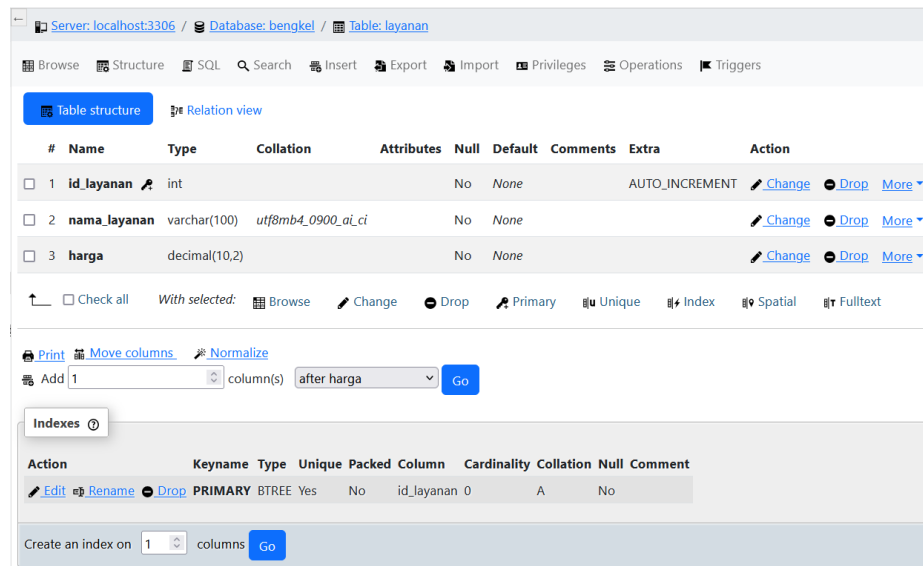 Server: localhost:3306 / Database: bengkel / Table: layanan
Browse Structure SQL Search Insert Export Import Privileges Operations Triggers
Table structure Relation view
# Name Type Collation Attributes Null Default Comments Extra Action
1 id_layanan int No None AUTO_INCREMENT Change Drop More
2 nama_layanan varchar(100) utf8mb4_0900_ai_ci No None Change Drop More
3 harga decimal(10,2) No None Change Drop More
Check all With selected: Browse Change Drop Primary Unique Index Spatial Fulltext
Print Move columns Normalize
Add 1 column(s) after harga Go
Indexes
Action Keyname Type Unique Packed Column Cardinality Collation Null Comment
Edit Rename Drop PRIMARY BTREE Yes No id_layanan 0 A No
Create an index on 1 columns Go